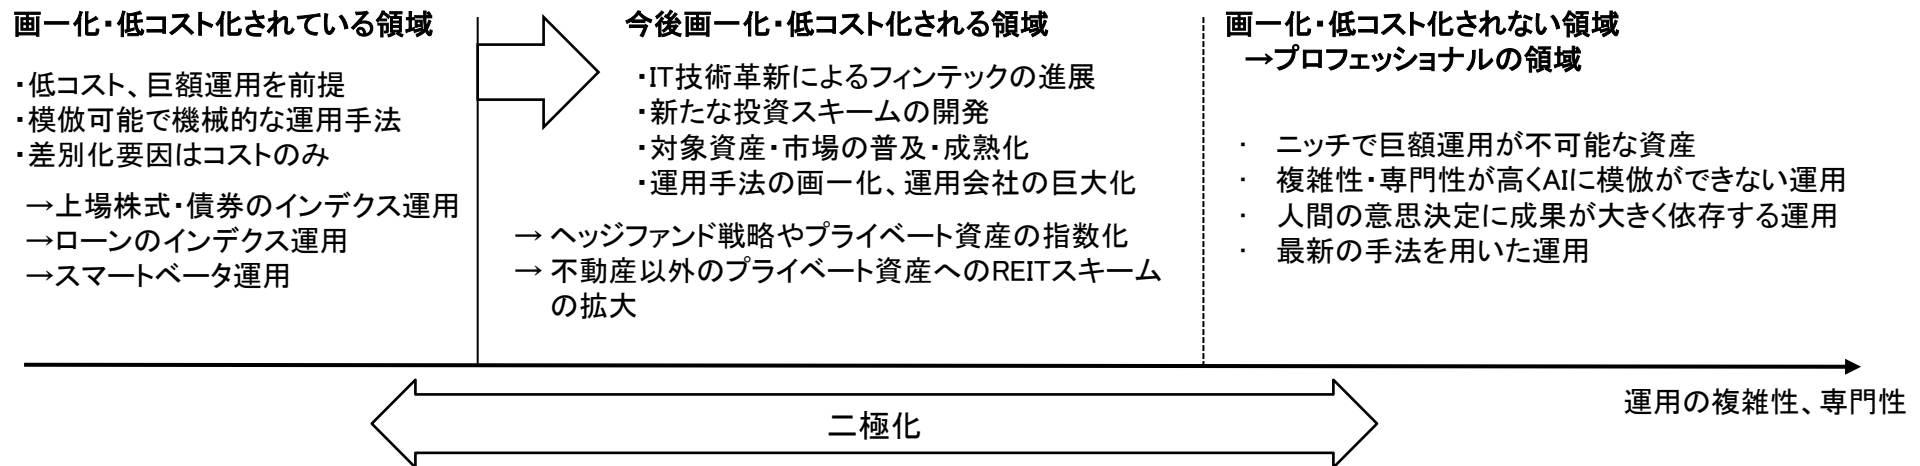 画一化・低コスト化されている領域
・低コスト、巨額運用を前提
・模倣可能で機械的な運用手法
・差別化要因はコストのみ
→上場株式・債券のインデクス運用
→ローンのインデクス運用
→スマートベータ運用
今後画一化・低コスト化される領域
・IT技術革新によるフィンテックの進展
・新たな投資スキームの開発
・対象資産・市場の普及・成熟化
・運用手法の画一化、運用会社の巨大化
→ ヘッジファンド戦略やプライベート資産の指数化
→ 不動産以外のプライベート資産へのREITスキーム
の拡大
画一化・低コスト化されない領域
→プロフェッショナルの領域
・ ニッチで巨額運用が不可能な資産
・ 複雑性・専門性が高くAIに模倣ができない運用
・ 人間の意思決定に成果が大きく依存する運用
・ 最新の手法を用いた運用
運用の複雑性、専門性
二極化